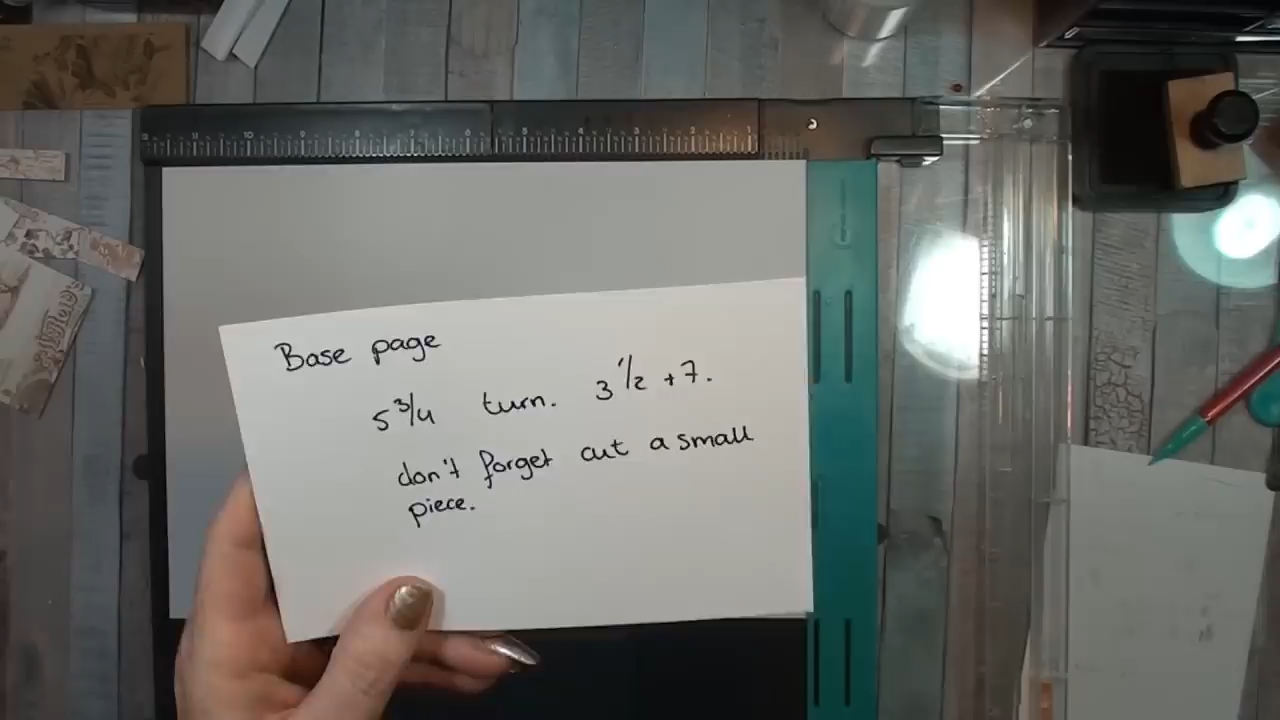 Base page
5 3/4 turn. 3 1/2 + 7.
don't forget cut a small
piece.